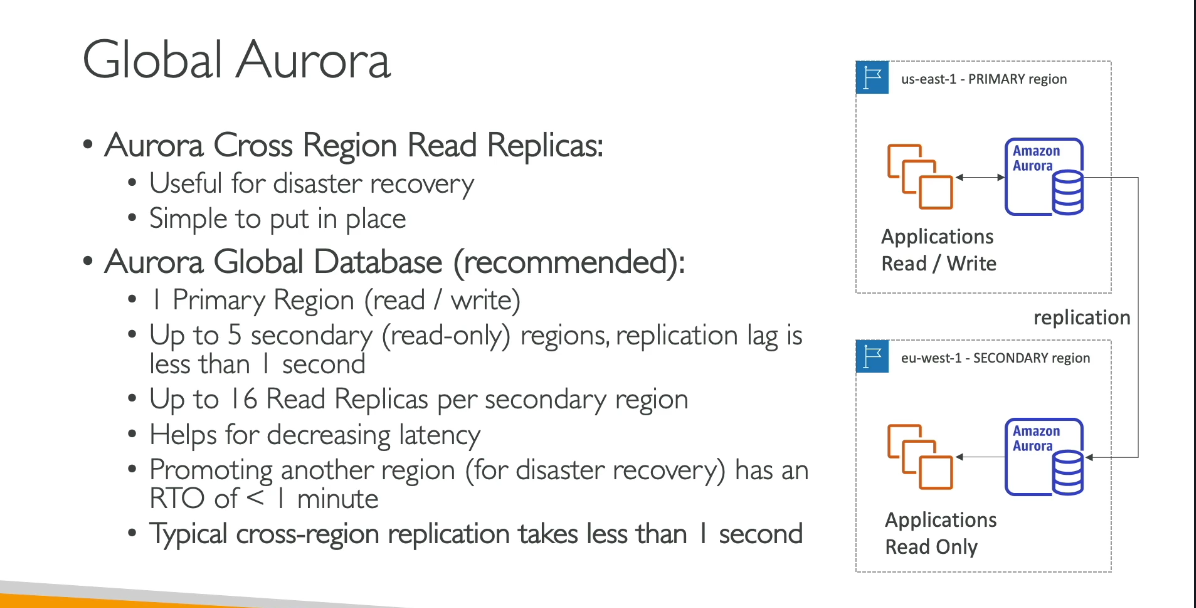 Global Aurora
• Aurora Cross Region Read Replicas:
• Useful for disaster recovery
• Simple to put in place
• Aurora Global Database (recommended):
• 1 Primary Region (read / write)
• Up to 5 secondary (read-only) regions, replication lag is
less than 1 second
• Up to 16 Read Replicas per secondary region
• Helps for decreasing latency
• Promoting another region (for disaster recovery) has an
RTO of < 1 minute
• Typical cross-region replication takes less than 1 second
us-east-1 - PRIMARY region
Amazon
Aurora
Applications
Read / Write
replication
eu-west-1 - SECONDARY region
Amazon
Aurora
Applications
Read Only